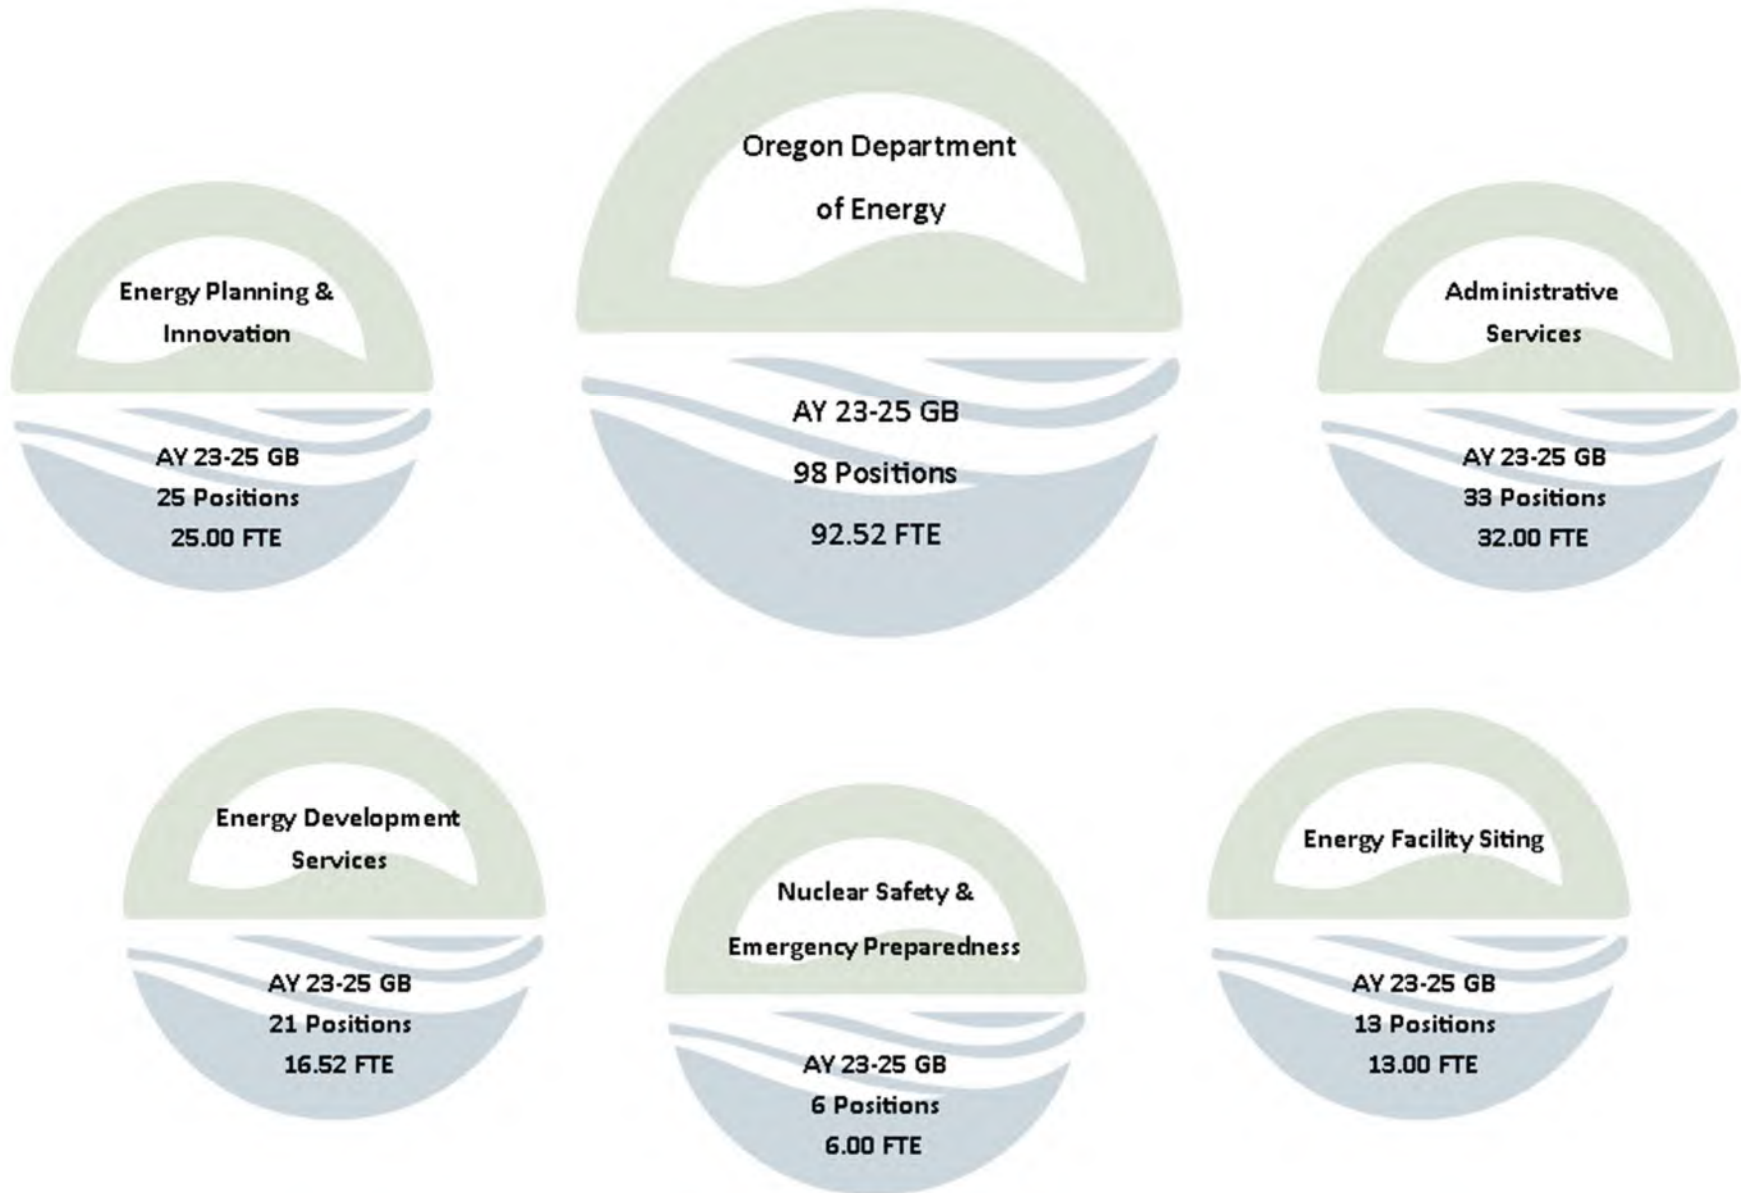 Oregon Department
of Energy
AY 23-25 GB
98 Positions
92.52 FTE
Energy Planning &
Innovation
AY 23-25 GB
25 Positions
25.00 FTE
Administrative
Services
AY 23-25 GB
33 Positions
32.00 FTE
Energy Development
Services
AY 23-25 GB
21 Positions
16.52 FTE
Nuclear Safety &
Emergency Preparedness
AY 23-25 GB
6 Positions
6.00 FTE
Energy Facility Siting
AY 23-25 GB
13 Positions
13.00 FTE